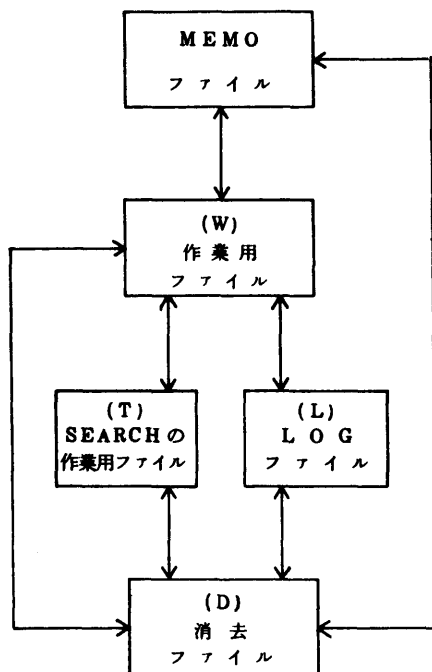 MEMO
ファイル
(W)
作業用
ファイル
(T)
SEARCHの
作業用ファイル
(L)
LOG
ファイル
(D)
消去
ファイル